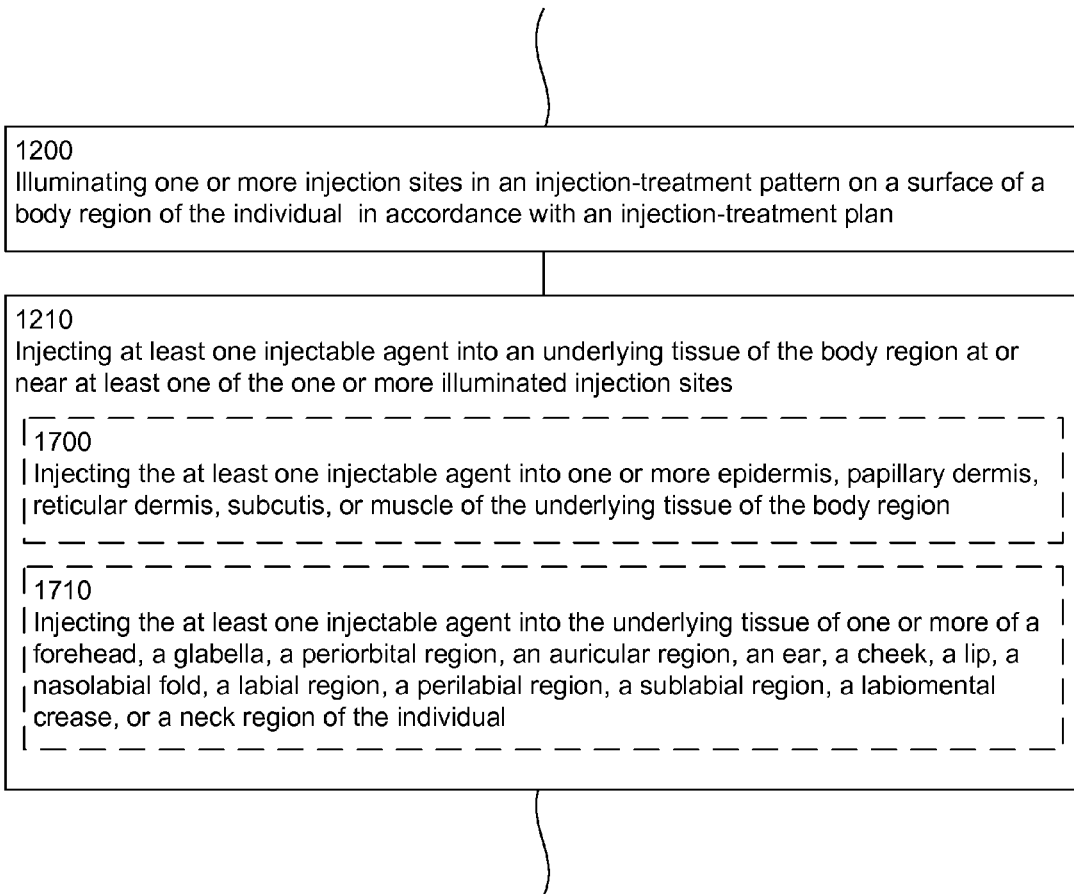 1200
Illuminating one or more injection sites in an injection-treatment pattern on a surface of a
body region of the individual in accordance with an injection-treatment plan
1210
Injecting at least one injectable agent into an underlying tissue of the body region at or
near at least one of the one or more illuminated injection sites
1700
Injecting the at least one injectable agent into one or more epidermis, papillary dermis,
reticular dermis, subcutis, or muscle of the underlying tissue of the body region
1710
Injecting the at least one injectable agent into the underlying tissue of one or more of a
forehead, a glabella, a periorbital region, an auricular region, an ear, a cheek, a lip, a
nasolabial fold, a labial region, a perilabial region, a sublabial region, a labiomental
crease, or a neck region of the individual